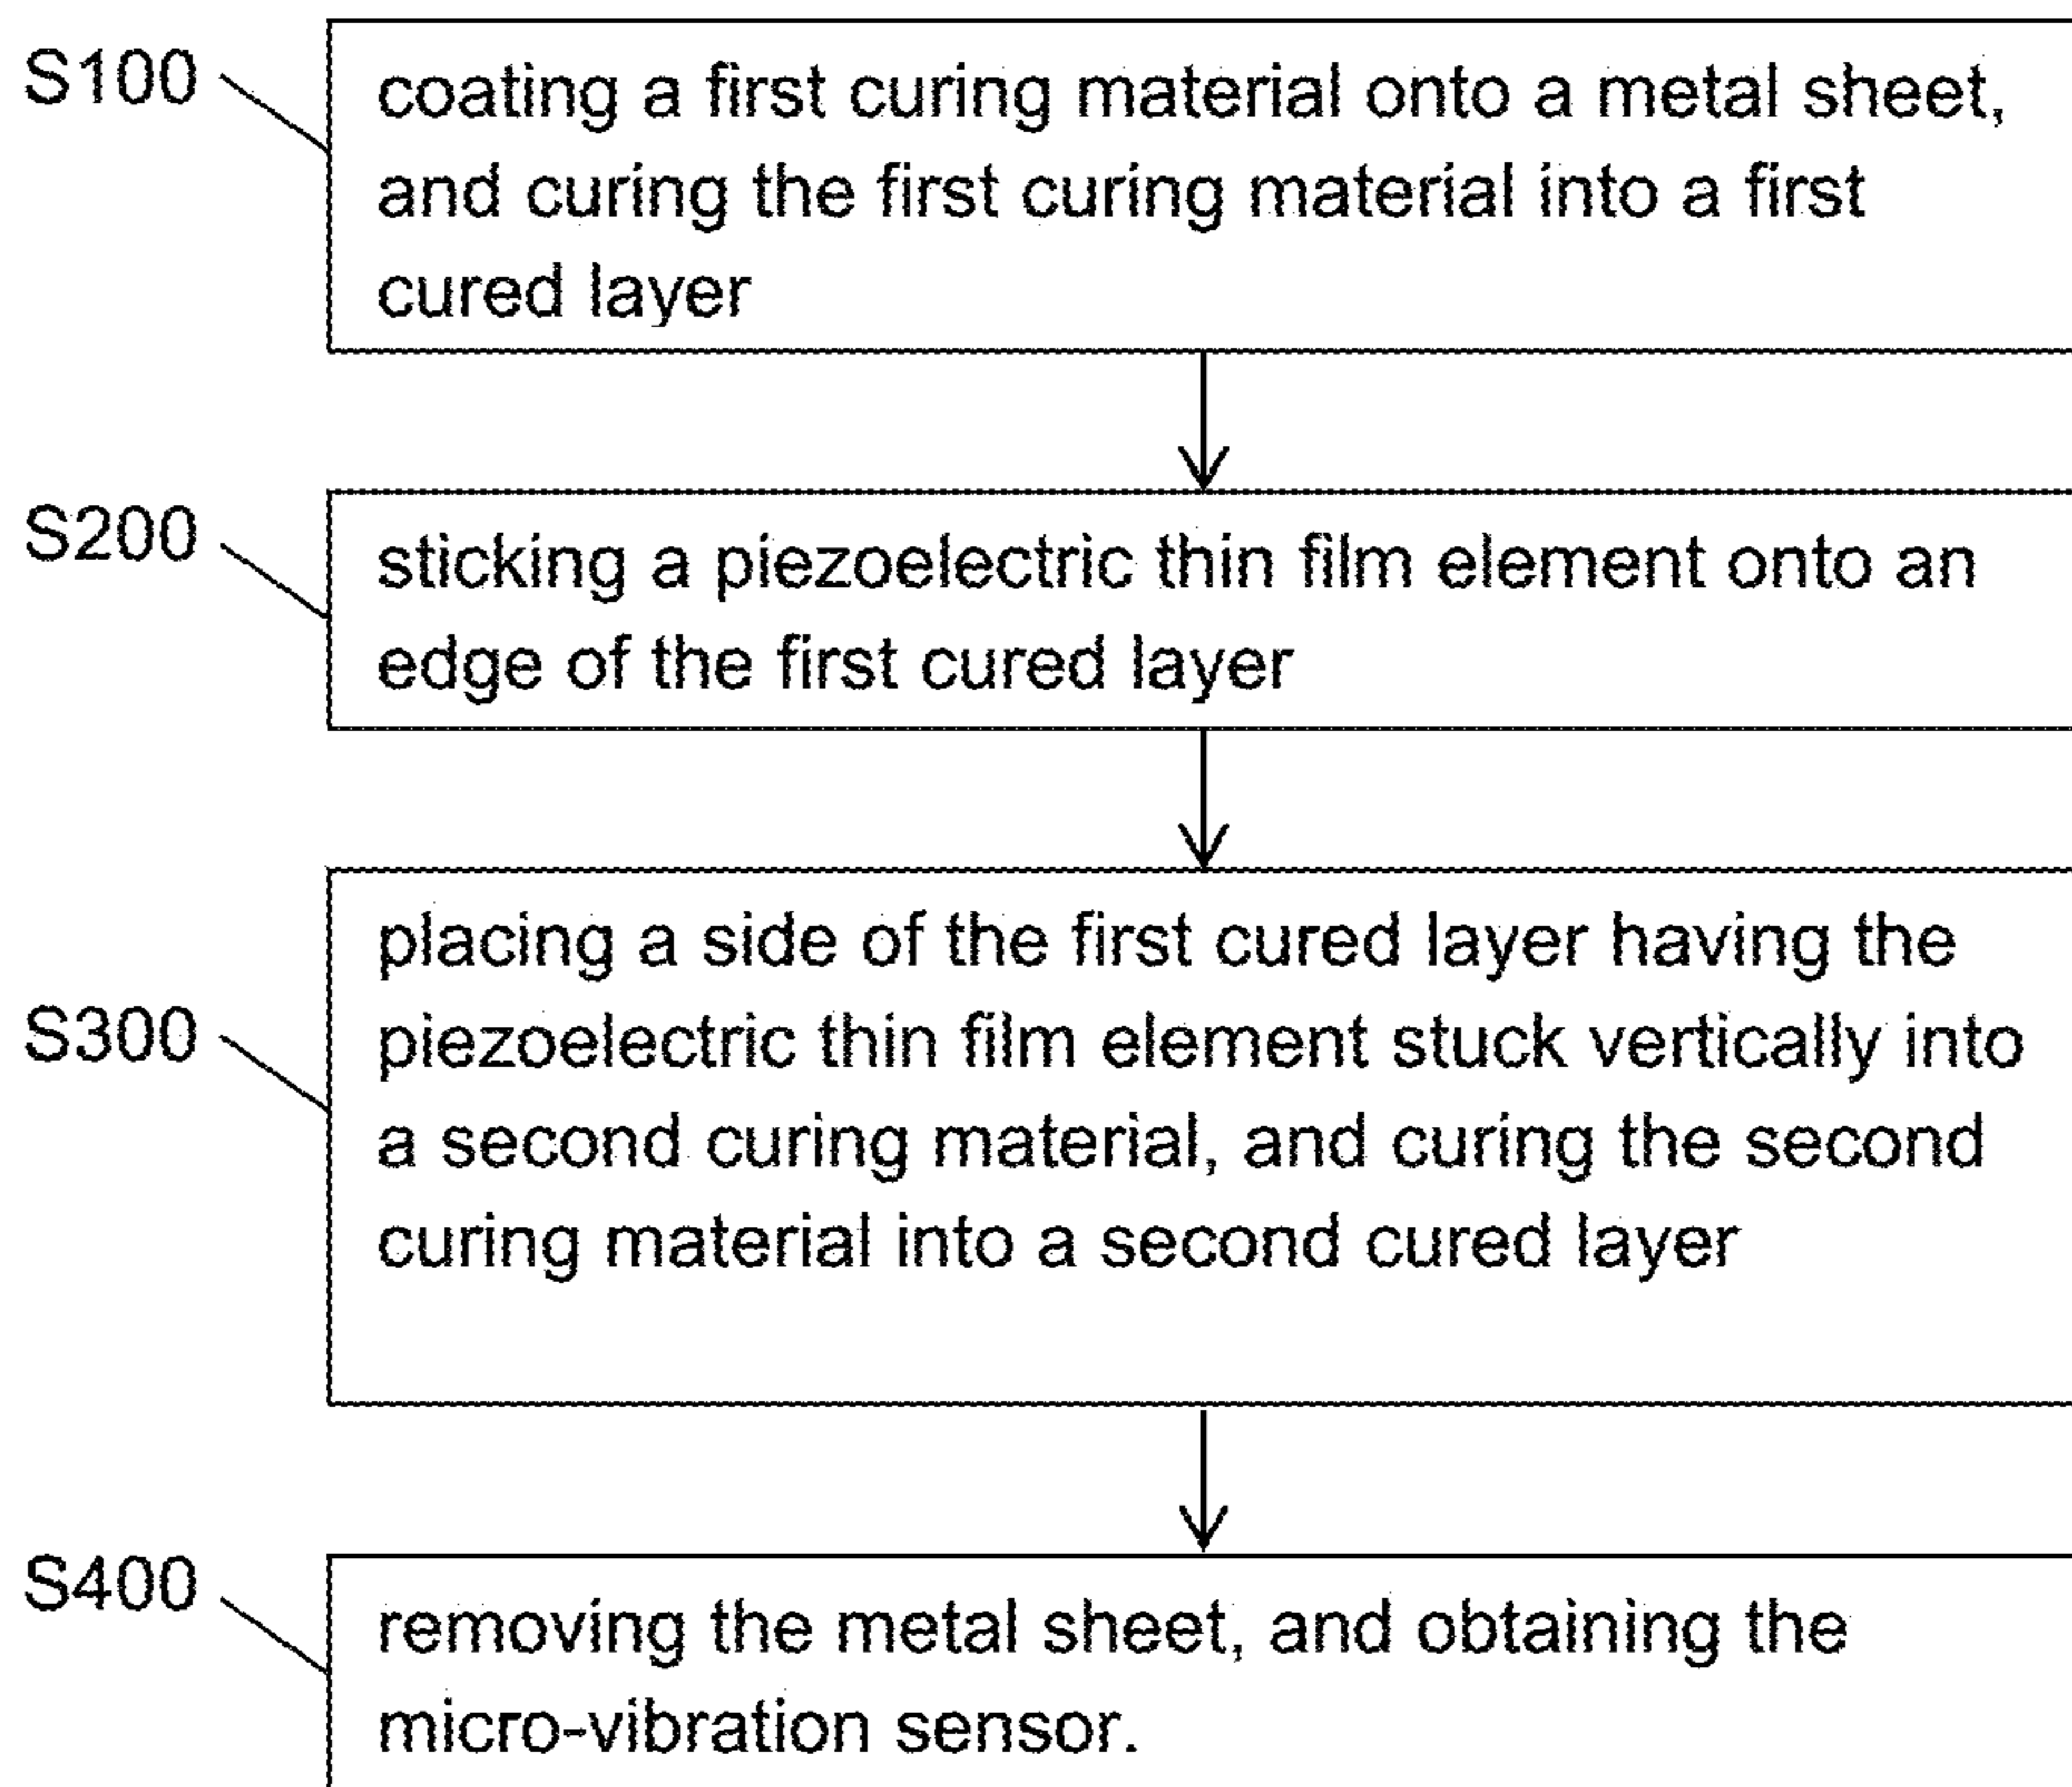 S100
coating a first curing material onto a metal sheet,
and curing the first curing material into a first
cured layer
S200
sticking a piezoelectric thin film element onto an
edge of the first cured layer
S300
placing a side of the first cured layer having the
piezoelectric thin film element stuck vertically into
a second curing material, and curing the second
curing material into a second cured layer
S400
removing the metal sheet, and obtaining the
micro-vibration sensor.